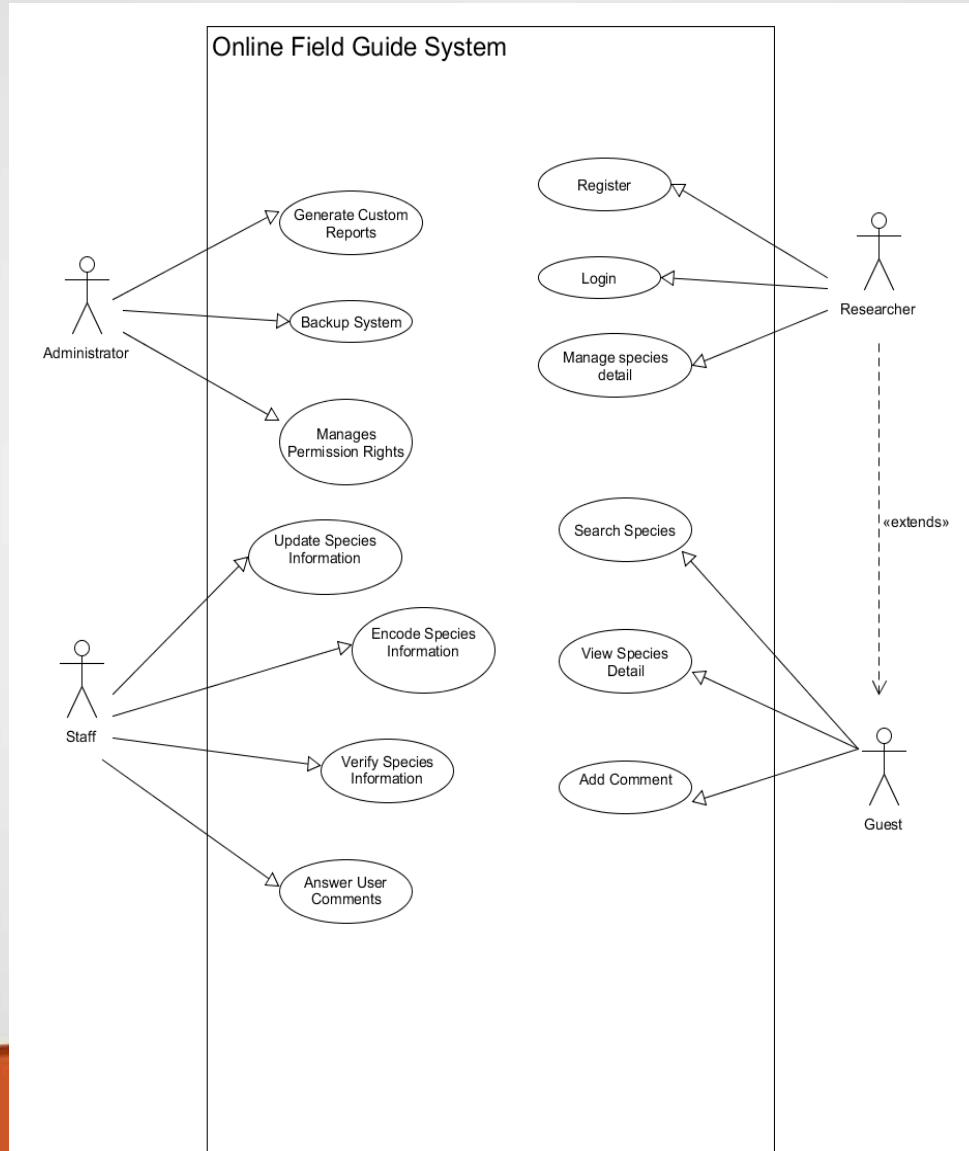 Online Field Guide System
Register
Generate Custom
Reports
Login
Researcher
Backup System
Administrator
Manage species
detail
Manages
Permission Rights
Search Species
«extends»
Update Species
Information
Encode Species
Information
View Species
Detail
Staff
Verify Species
Information
Add Comment
Guest
Answer User
Comments